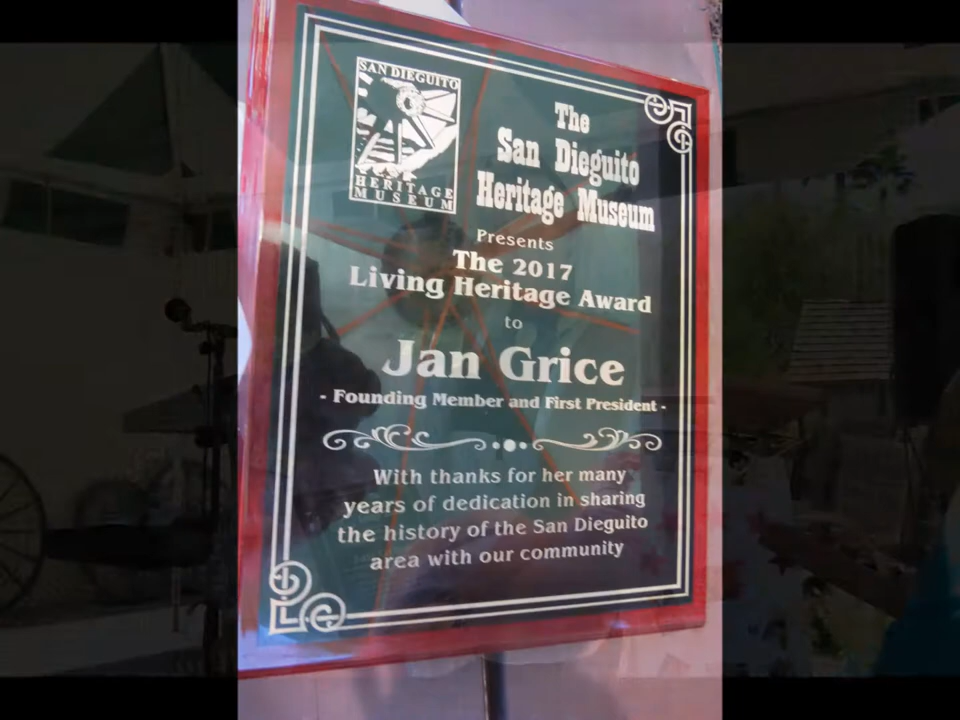 SAN DIEGUITO
HERITAGE
MUSEUM
The
San Dieguito
Heritage Museum
Presents
The 2017
Living Heritage Award
to
Jan Grice
- Founding Member and First President -
With thanks for her many
years of dedication in sharing
the history of the San Dieguito
area with our community